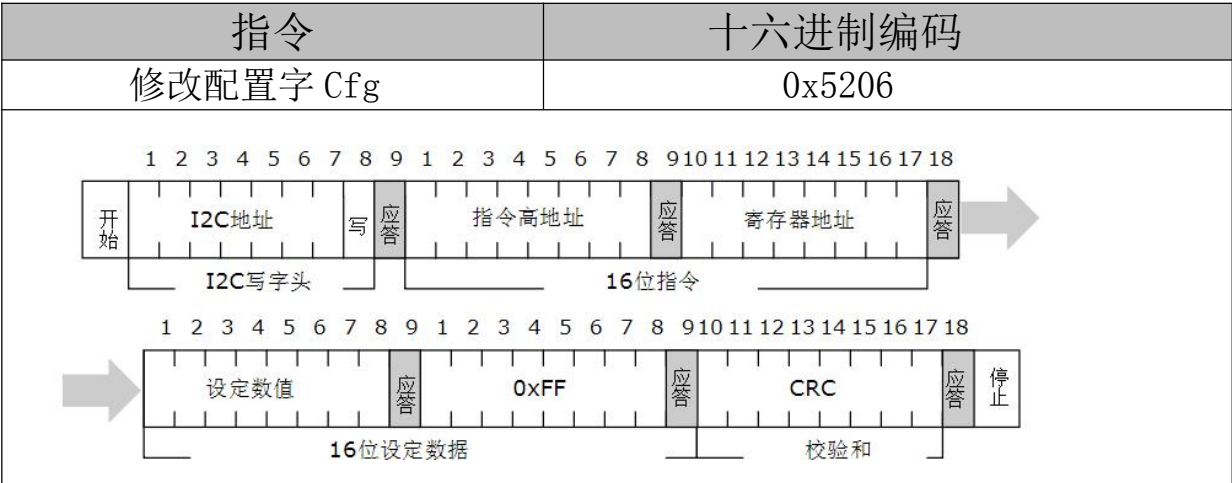 指令 十六进制编码
修改配置字 Cfg 0x5206
1 2 3 4 5 6 7 8 9 1 2 3 4 5 6 7 8 9 10 11 12 13 14 15 16 17 18
开始 I2C地址 写 应答 指令高地址 应答 寄存器地址 应答
I2C写字头 16位指令
1 2 3 4 5 6 7 8 9 1 2 3 4 5 6 7 8 9 10 11 12 13 14 15 16 17 18
设定数值 应答 0xFF 应答 CRC 应答 停止
16位设定数据 校验和